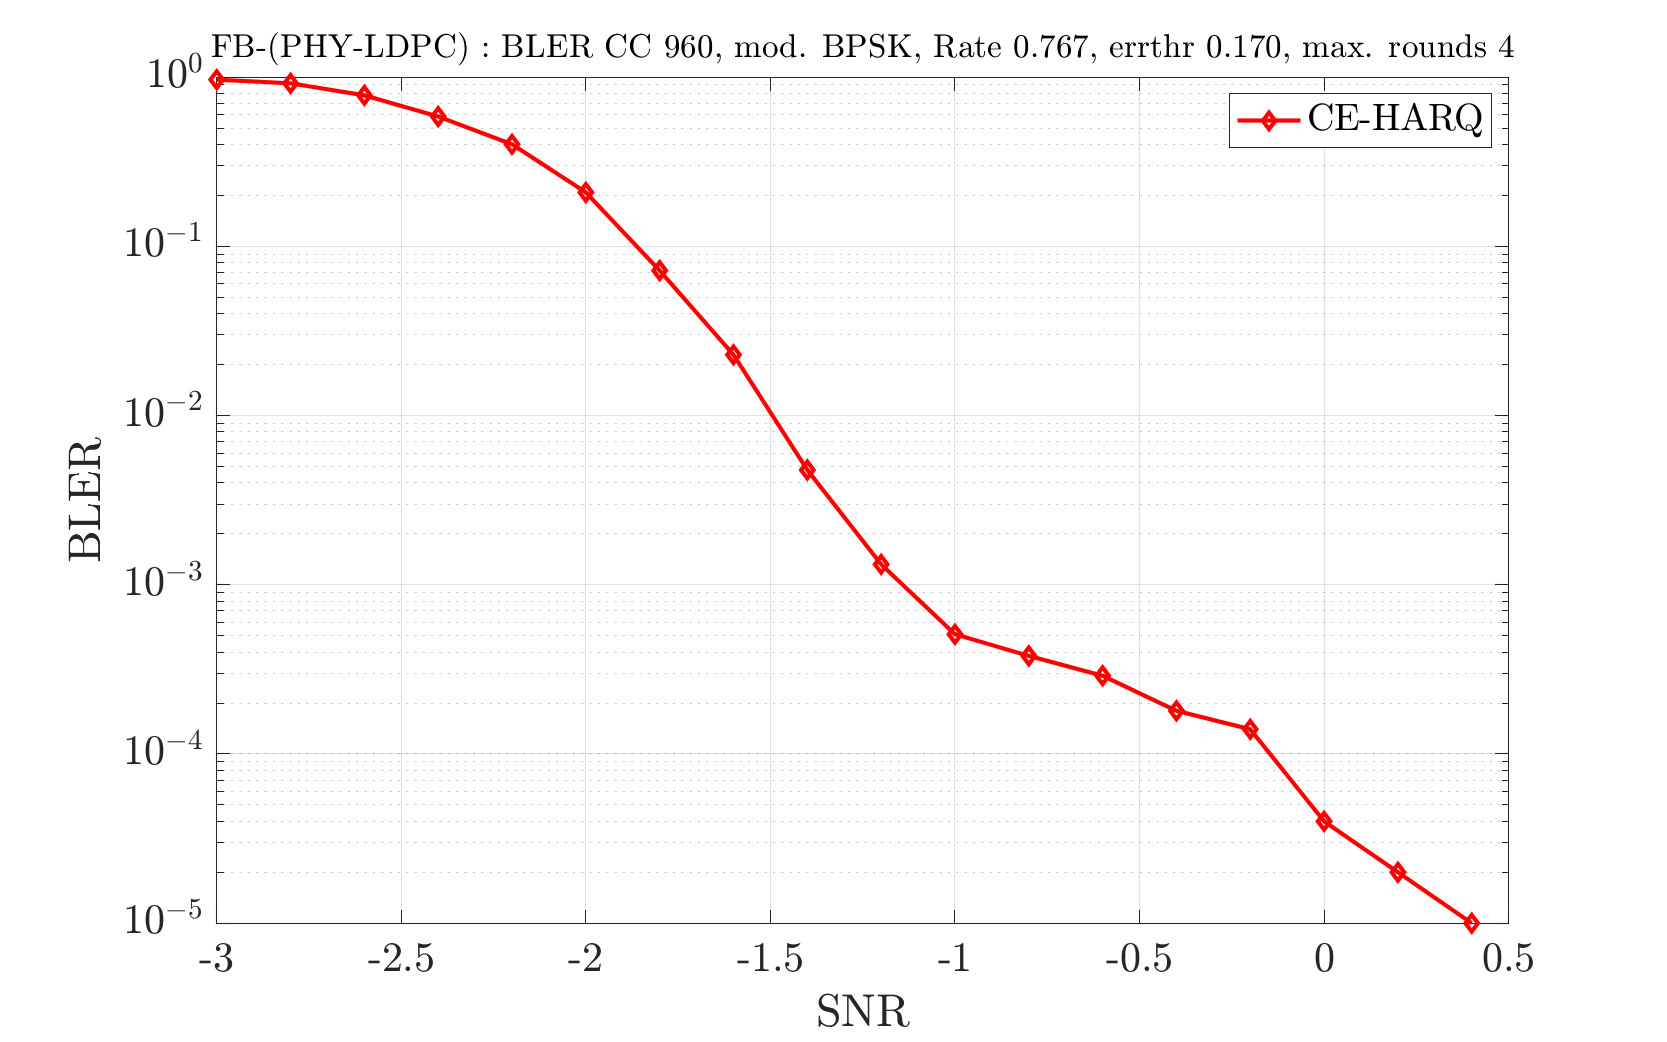 FB-(PHY-LDPC) : BLER CC 960, mod. BPSK, Rate 0.767, errthr 0.170, max. rounds 4
CE-HARQ
10^0
10^{-1}
10^{-2}
10^{-3}
10^{-4}
10^{-5}
BLER
-3 -2.5 -2 -1.5 -1 -0.5 0 0.5
SNR